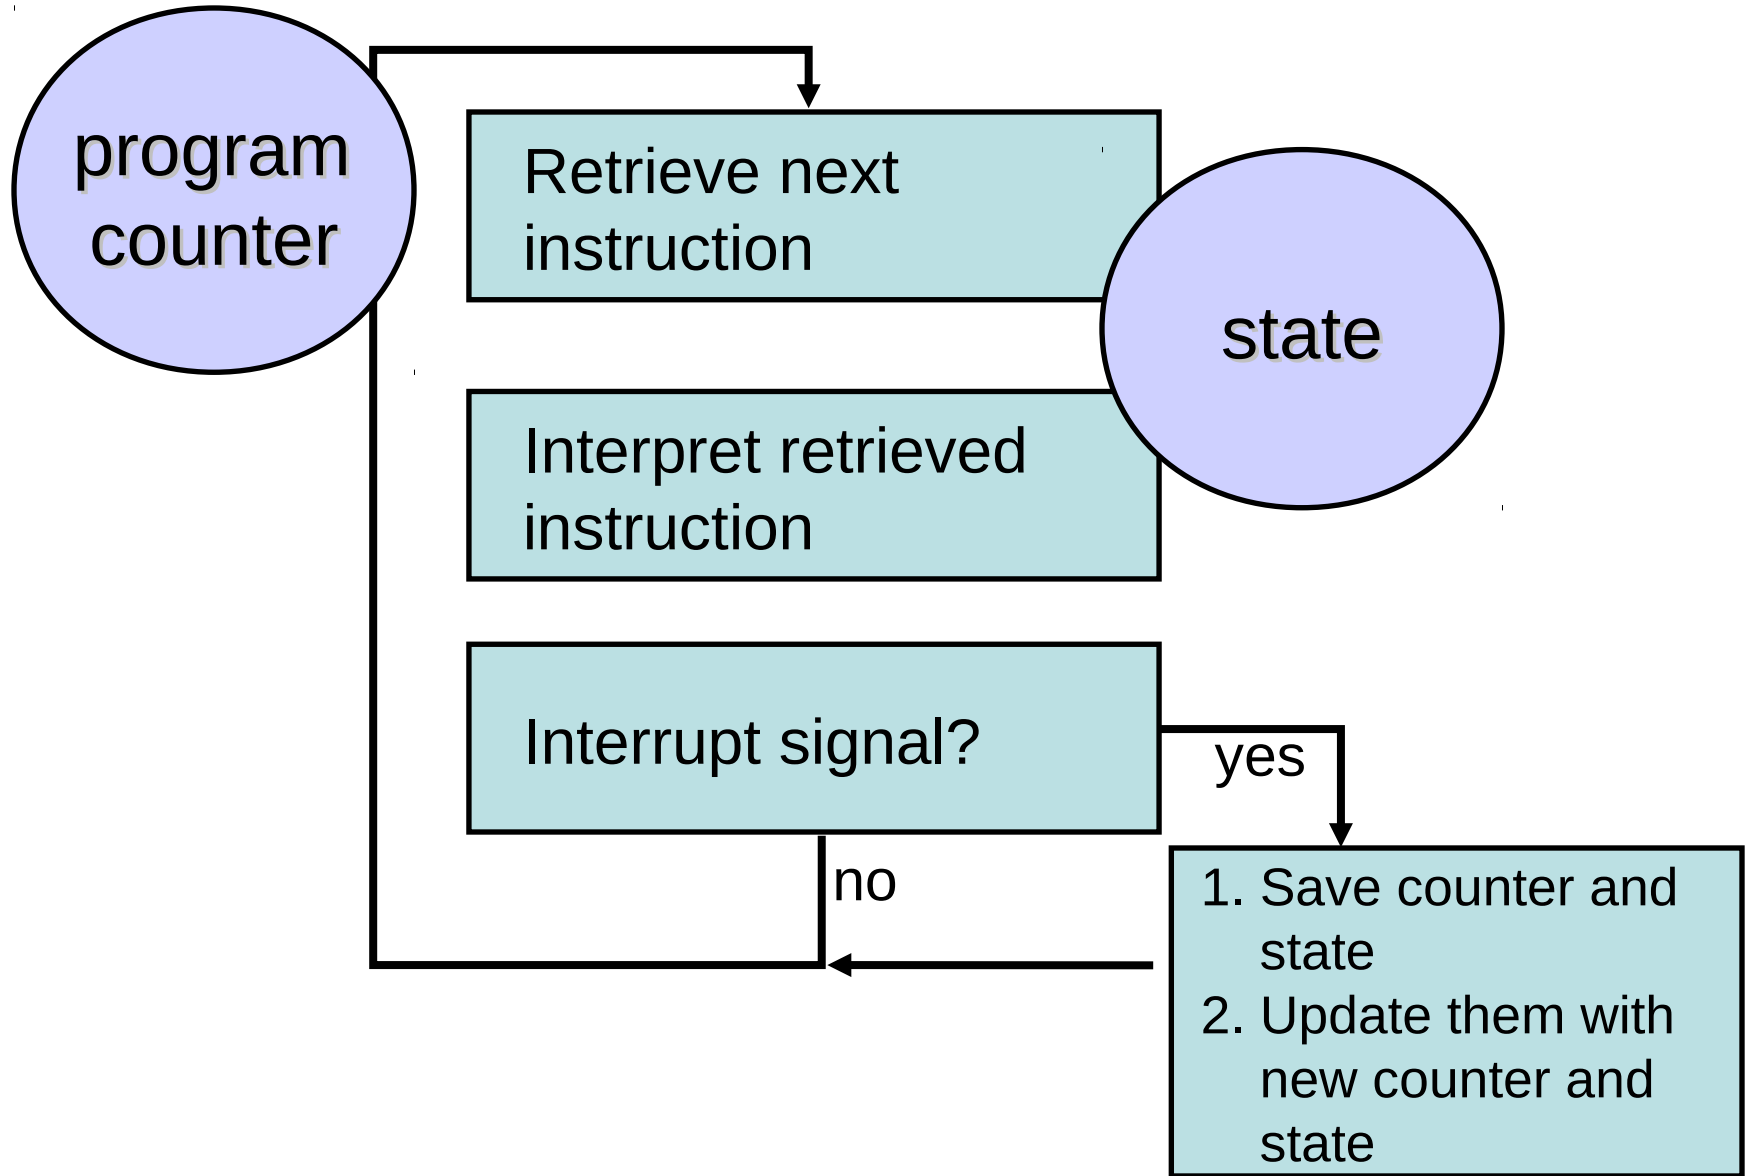 program
counter
Retrieve next
instruction
state
Interpret retrieved
instruction
Interrupt signal?
yes
no
1. Save counter and
state
2. Update them with
new counter and
state